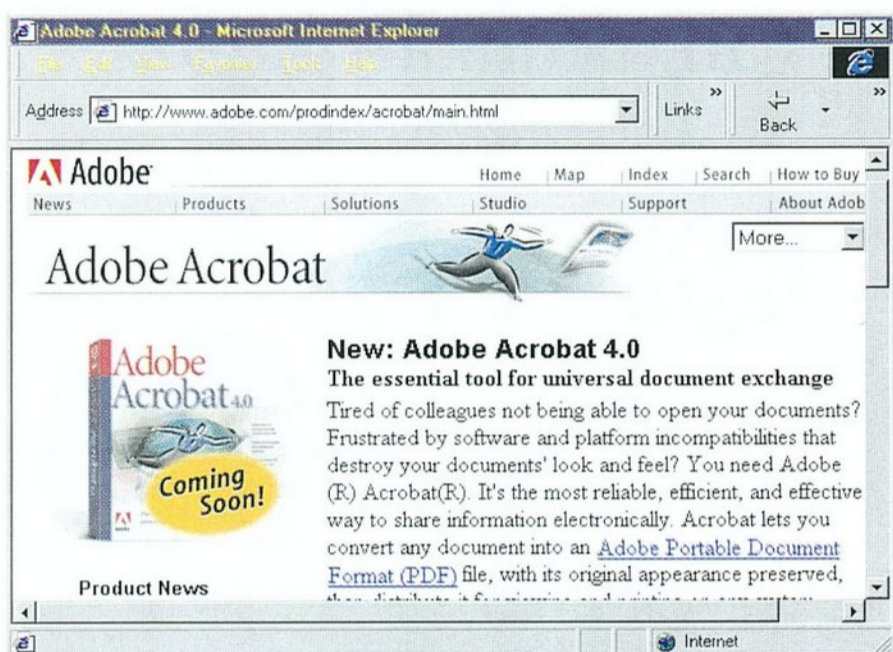 Adobe Acrobat 4.0 - Microsoft Internet Explorer
File Edit View Favorites Tools Help
Address http://www.adobe.com/prodindex/acrobat/main.html Links » Back »
Adobe Home Map Index Search How to Buy
News Products Solutions Studio Support About Adob
More...
Adobe Acrobat
Adobe
Acrobat 4.0
Coming
Soon!
New: Adobe Acrobat 4.0
The essential tool for universal document exchange
Tired of colleagues not being able to open your documents?
Frustrated by software and platform incompatibilities that
destroy your documents' look and feel? You need Adobe
(R) Acrobat(R). It's the most reliable, efficient, and effective
way to share information electronically. Acrobat lets you
convert any document into an Adobe Portable Document
Format (PDF) file, with its original appearance preserved,
Product News
Internet